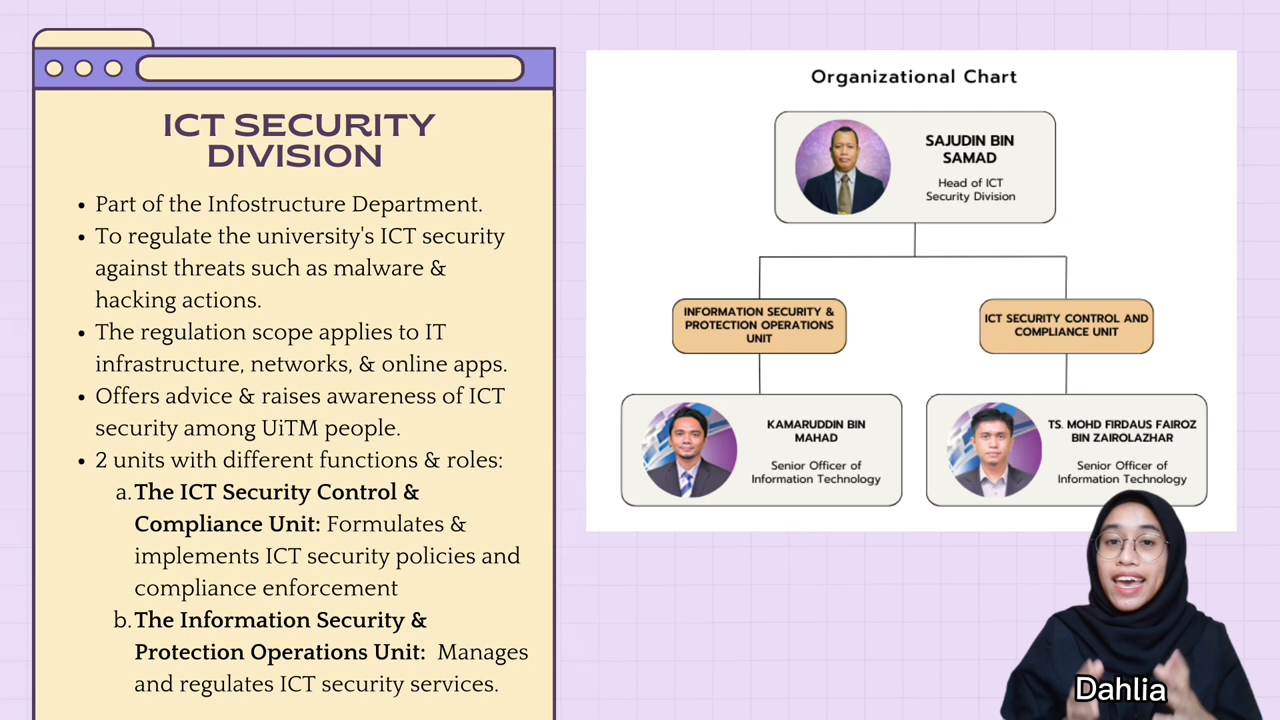 ICT SECURITY
DIVISION
• Part of the Infostructure Department.
• To regulate the university's ICT security
against threats such as malware &
hacking actions.
• The regulation scope applies to IT
infrastructure, networks, & online apps.
• Offers advice & raises awareness of ICT
security among UiTM people.
• 2 units with different functions & roles:
a. The ICT Security Control &
Compliance Unit: Formulates &
implements ICT security policies and
compliance enforcement
b. The Information Security &
Protection Operations Unit: Manages
and regulates ICT security services.
Organizational Chart
SAJUDIN BIN
SAMAD
Head of ICT
Security Division
INFORMATION SECURITY &
PROTECTION OPERATIONS
UNIT
ICT SECURITY CONTROL AND
COMPLIANCE UNIT
KAMARUDDIN BIN
MAHAD
Senior Officer of
Information Technology
TS. MOHD FIRDAUS FAIROZ
BIN ZAIROLAZHAR
Senior Officer of
Information Technology
Dahlia